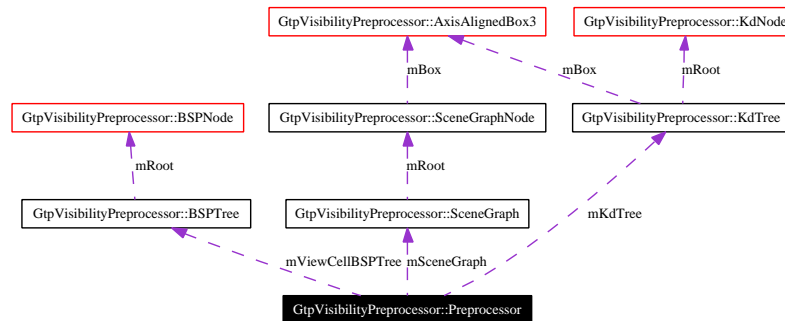 GtpVisibilityPreprocessor::AxisAlignedBox3
GtpVisibilityPreprocessor::KdNode
mBox
mBox
mRoot
GtpVisibilityPreprocessor::BSPNode
GtpVisibilityPreprocessor::SceneGraphNode
GtpVisibilityPreprocessor::KdTree
mRoot
mRoot
GtpVisibilityPreprocessor::BSPTree
GtpVisibilityPreprocessor::SceneGraph
mKdTree
mViewCellBSPTree
mSceneGraph
GtpVisibilityPreprocessor::Preprocessor